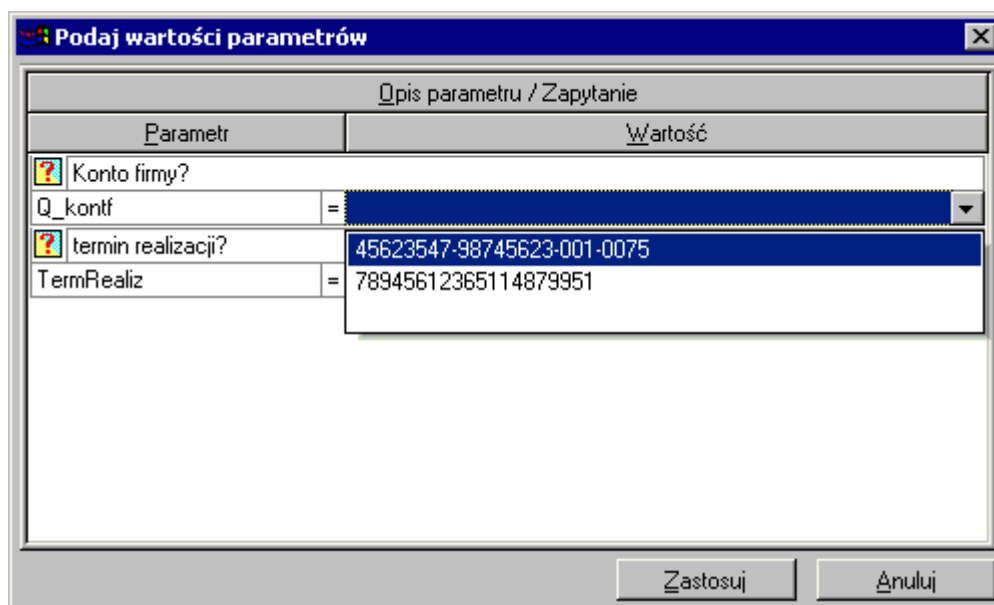 Podaj wartości parametrów
Opis parametru / Zapytanie
Parametr Wartość
? Konto firmy?
Q_kontf =
? termin realizacji?
45623547-98745623-001-0075
TermRealiz =
78945612365114879951
Zastosuj Anuluj